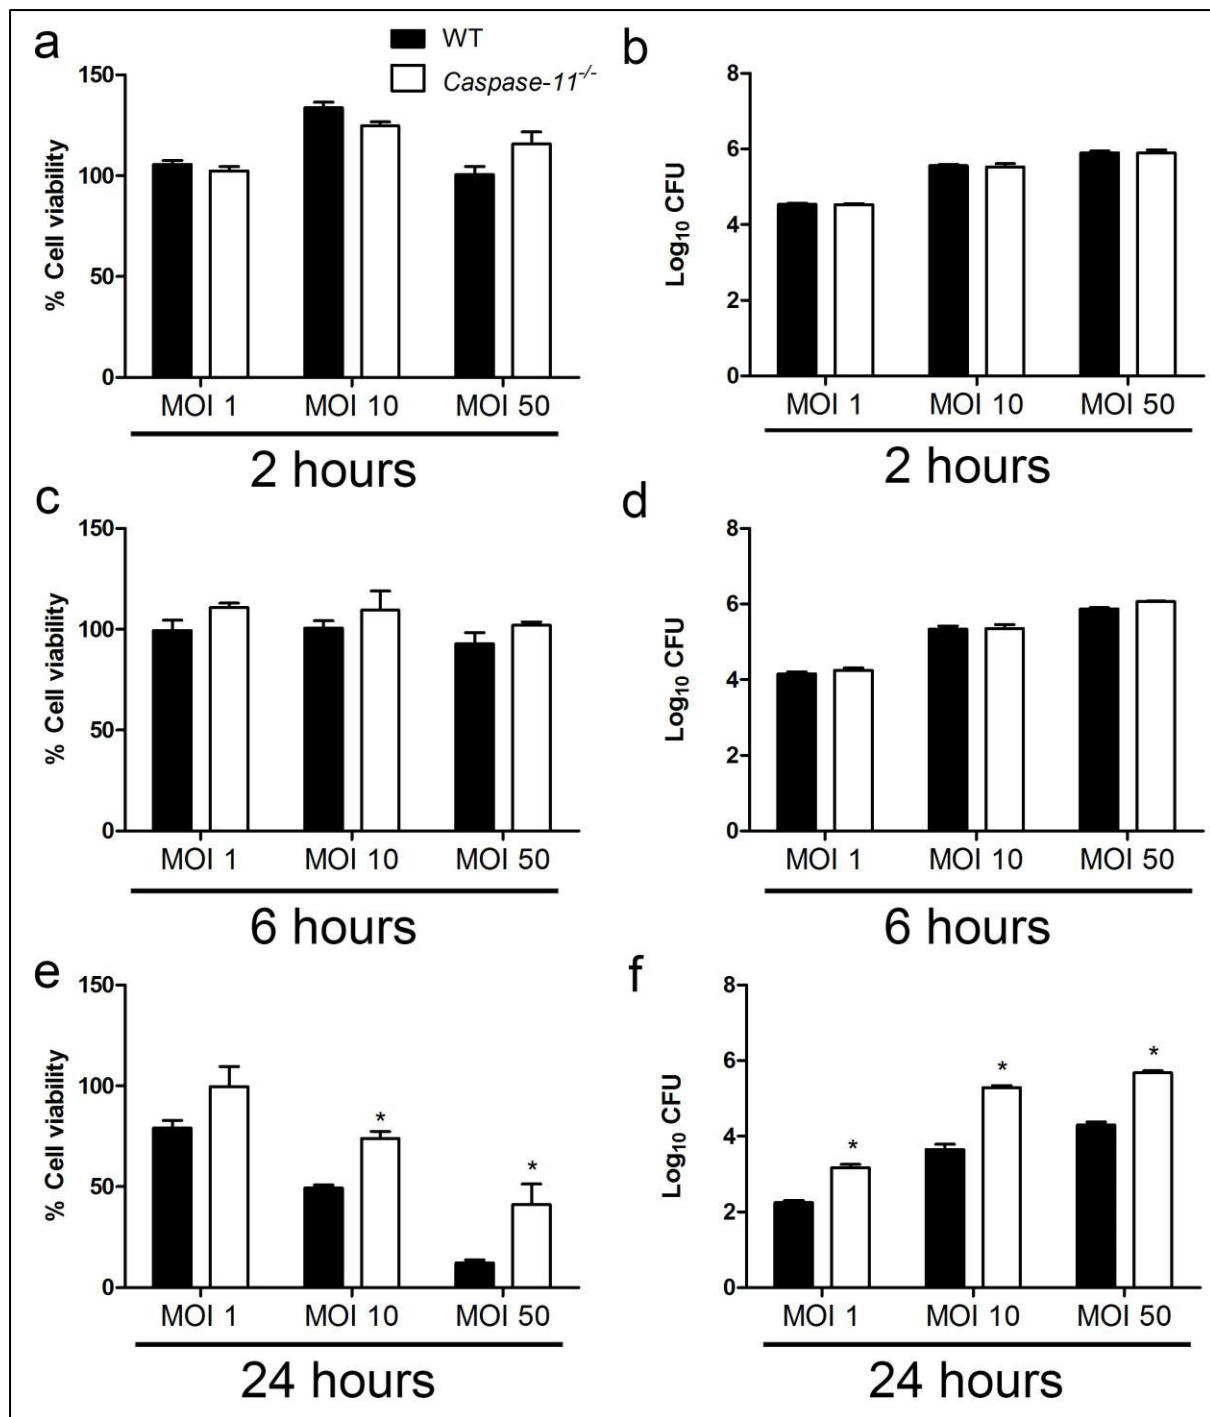 a
WT
Caspase-11-/-
150
100
50
0
% Cell viability
MOI 1 MOI 10 MOI 50
2 hours
b
8
6
4
2
0
Log10 CFU
MOI 1 MOI 10 MOI 50
2 hours
c
150
100
50
0
% Cell viability
MOI 1 MOI 10 MOI 50
6 hours
d
8
6
4
2
0
Log10 CFU
MOI 1 MOI 10 MOI 50
6 hours
e
150
100
50
0
% Cell viability
*
*
MOI 1 MOI 10 MOI 50
24 hours
f
8
6
4
2
0
Log10 CFU
*
*
*
MOI 1 MOI 10 MOI 50
24 hours